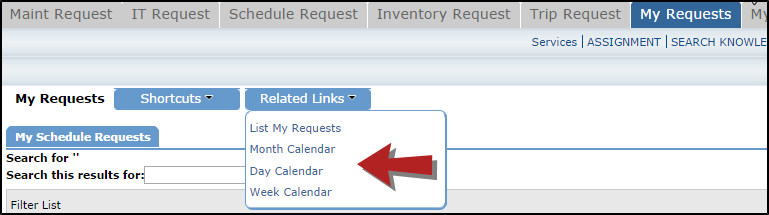 Maint Request IT Request Schedule Request Inventory Request Trip Request My Requests My
Services ASSIGNMENT SEARCH KNOWLE
My Requests Shortcuts Related Links
List My Requests
Month Calendar
Day Calendar
Week Calendar
My Schedule Requests
Search for ''
Search this results for:
Filter List